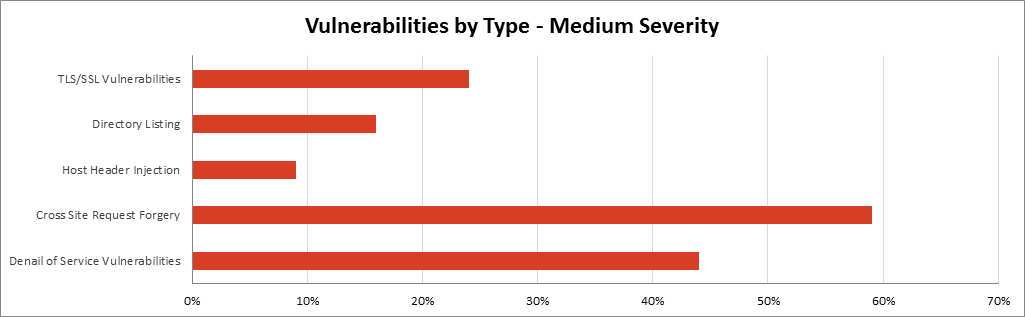 Vulnerabilities by Type - Medium Severity
TLS/SSL Vulnerabilities
Directory Listing
Host Header Injection
Cross Site Request Forgery
Denail of Service Vulnerabilities
0% 10% 20% 30% 40% 50% 60% 70%